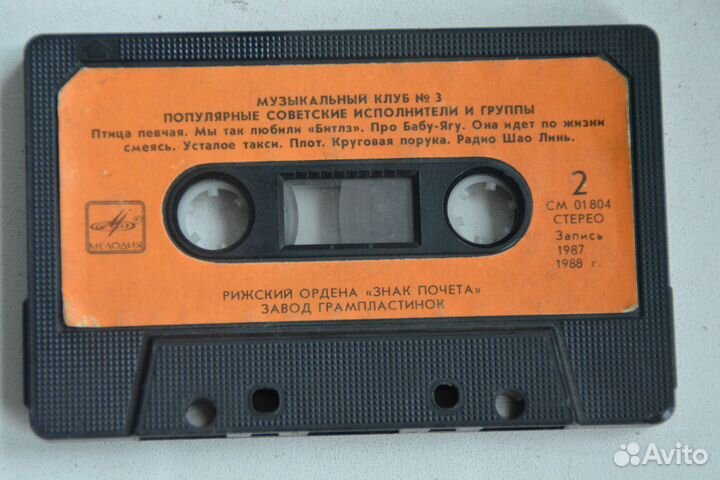 МУЗЫКАЛЬНЫЙ КЛУБ № 3
ПОПУЛЯРНЫЕ СОВЕТСКИЕ ИСПОЛНИТЕЛИ И ГРУППЫ
Птица певчая. Мы так любили «Битлз». Про Бабу-Ягу. Она идет по жизни
смеясь. Усталое такси. Плот. Круговая порука. Радио Шао Линь.
2
СМ 01804
СТЕРЕО
Запись
1987
1988 г.
МЕЛОДИЯ
РИЖСКИЙ ОРДЕНА «ЗНАК ПОЧЕТА»
ЗАВОД ГРАМПЛАСТИНОК
Avito